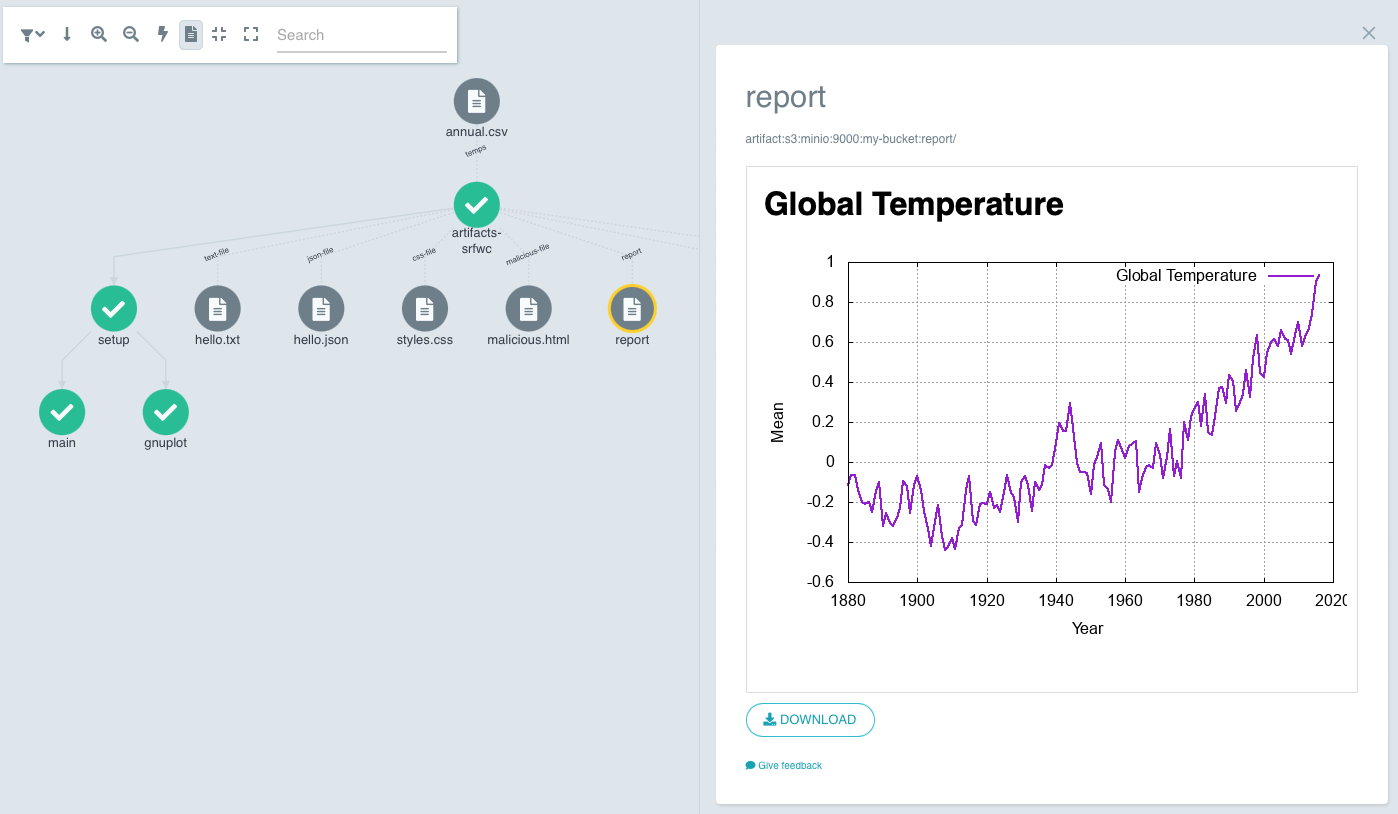 Search
annual.csv
temps
artifacts-
srfwc
text-file
json-file
css-file
malicious-file
report
setup
hello.txt
hello.json
styles.css
malicious.html
report
main
gnuplot
report
artifact:s3:minio:9000:my-bucket:report/
Global Temperature
Global Temperature
1
0.8
0.6
0.4
0.2
0
-0.2
-0.4
-0.6
Mean
1880 1900 1920 1940 1960 1980 2000 2020
Year
DOWNLOAD
Give feedback